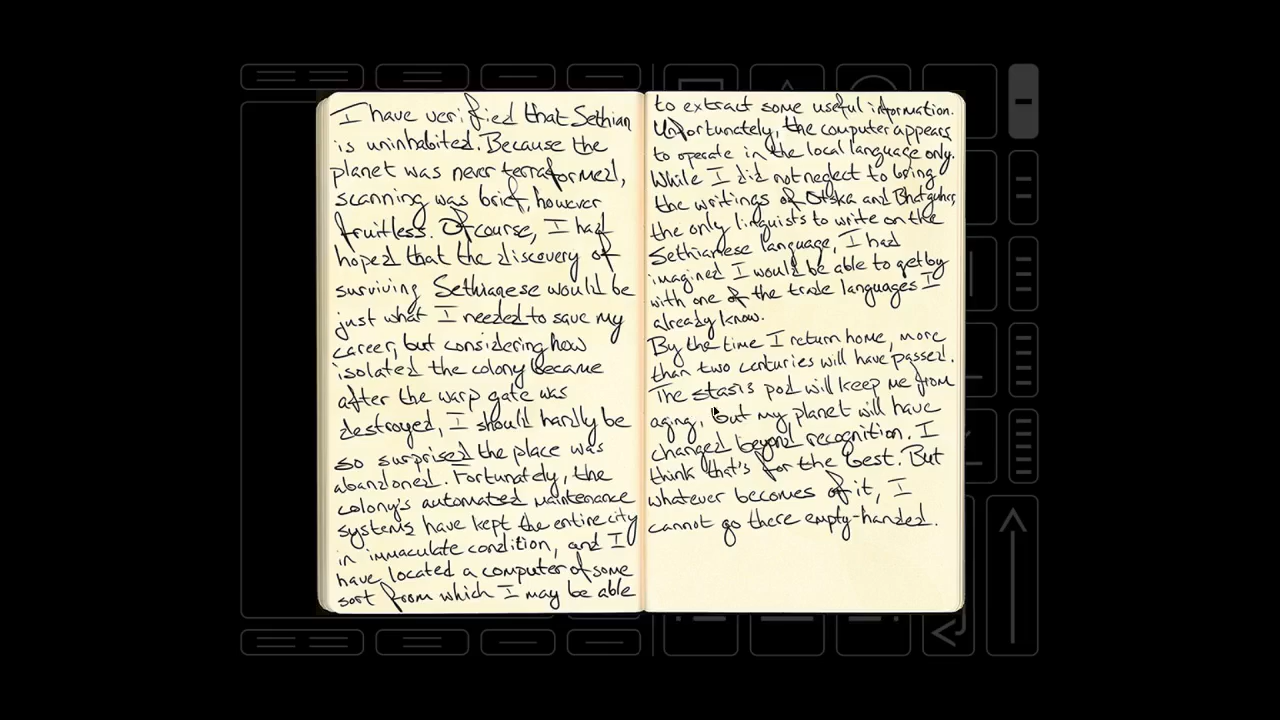 I have verified that Sethian
is uninhabited. Because the
planet was never terraformed,
scanning was brief, however
fruitless. Of course, I had
hoped that the discovery of
surviving Sethianese would be
just what I needed to save my
career, but considering how
isolated the colony became
after the warp gate was
destroyed, I should hardly be
so surprised the place was
abandoned. Fortunately, the
colony's automated maintenance
systems have kept the entire city
in immaculate condition, and I
have located a computer of some
sort from which I may be able
to extract some useful information.
Unfortunately, the computer appears
to operate in the local language only.
While I did not neglect to bring
the writings of Otska and Bhatguhr,
the only linguists to write on the
Sethianese language, I had
imagined I would be able to get by
with one of the trade languages I
already know.
By the time I return home, more
than two centuries will have passed.
The stasis pod will keep me from
aging, but my planet will have
changed beyond recognition. I
think that's for the best. But
whatever becomes of it, I
cannot go there empty-handed.